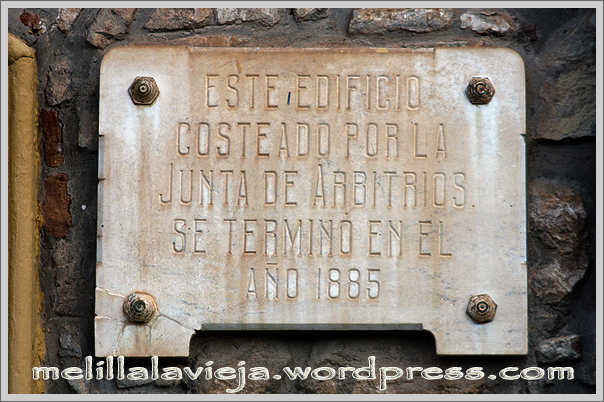 ESTE EDIFICIO
COSTEADO POR LA
JUNTA DE ARBITRIOS.
SE TERMINÓ EN EL
AÑO 1885
melillalavieja.wordpress.com